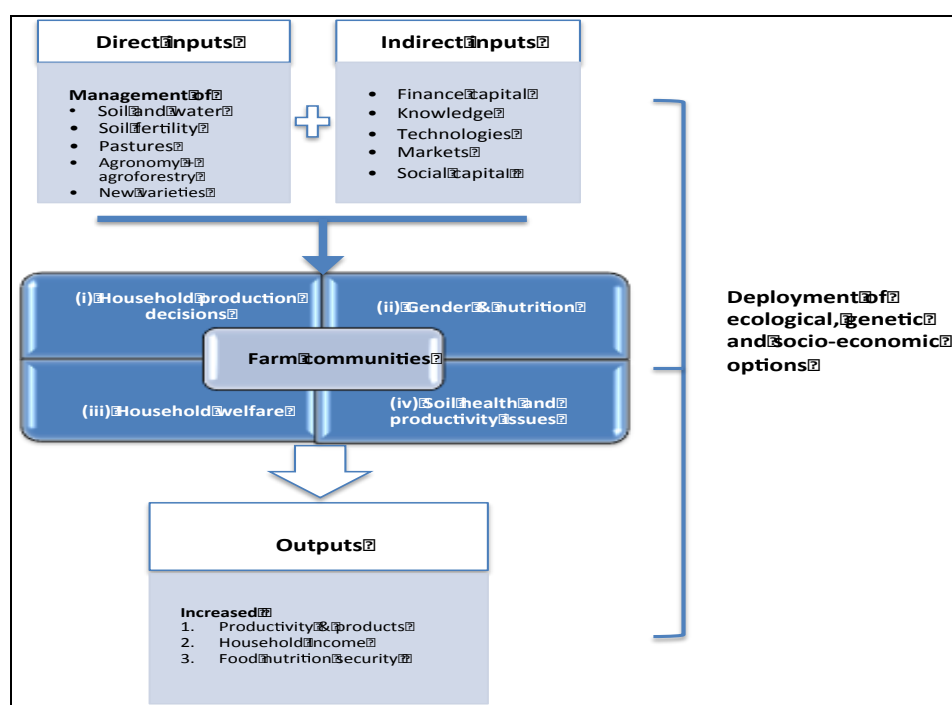 Direct inputs
Indirect inputs
Management of
• Soil and water
• Soil fertility
• Pastures
• Agronomy +
agroforestry
• New varieties
• Finance capital
• Knowledge
• Technologies
• Markets
• Social capital
(i) Household production
decisions
(ii) Gender & nutrition
Farm communities
(iii) Household welfare
(iv) Soil health and
productivity issues
Deployment of
ecological, genetic
and socio-economic
options
Outputs
Increased
1. Productivity & products
2. Household income
3. Food nutrition security